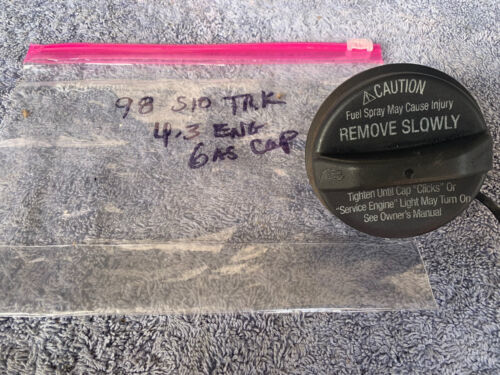 98 S10 TRK
4.3 ENG
GAS CAP
⚠CAUTION
Fuel Spray May Cause Injury
REMOVE SLOWLY
Tighten Until Cap "Clicks" Or
"Service Engine" Light May Turn On
See Owner's Manual